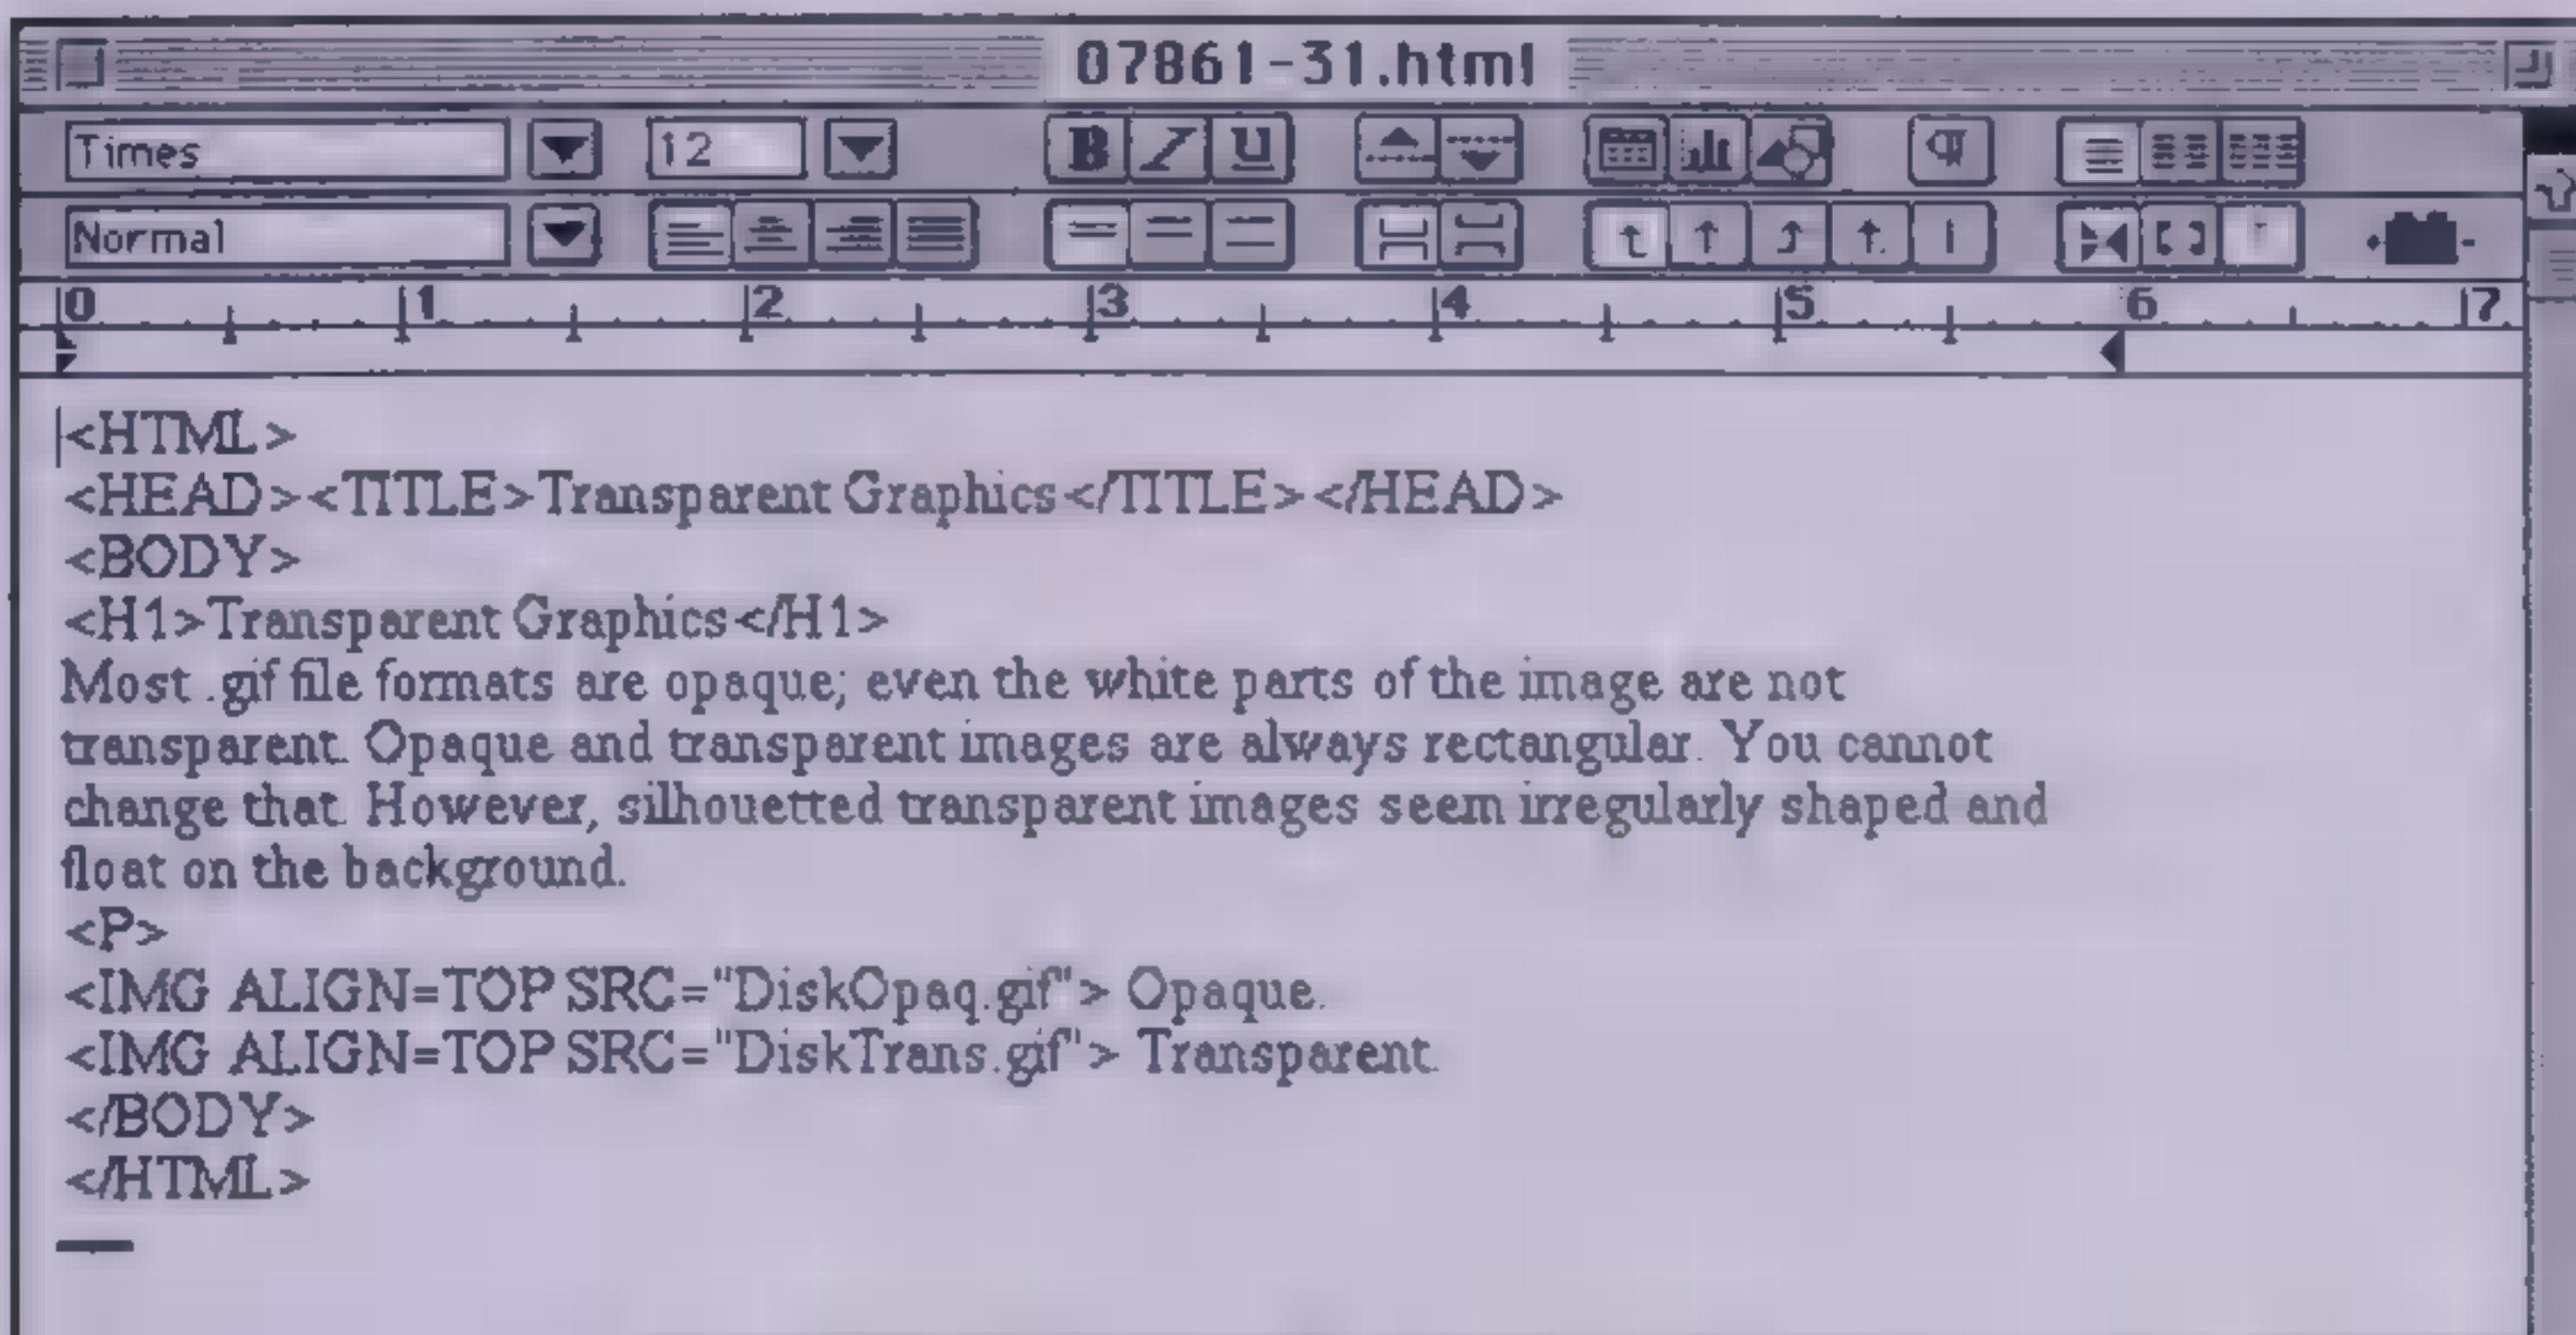 07861-31.html
Times 12 B I U
Normal
0 1 2 3 4 5 6 7
<HTML>
<HEAD><TITLE>Transparent Graphics</TITLE></HEAD>
<BODY>
<H1>Transparent Graphics</H1>
Most .gif file formats are opaque; even the white parts of the image are not
transparent. Opaque and transparent images are always rectangular. You cannot
change that. However, silhouetted transparent images seem irregularly shaped and
float on the background.
<P>
<IMG ALIGN=TOP SRC="DiskOpaq.gif"> Opaque.
<IMG ALIGN=TOP SRC="DiskTrans.gif"> Transparent.
</BODY>
</HTML>